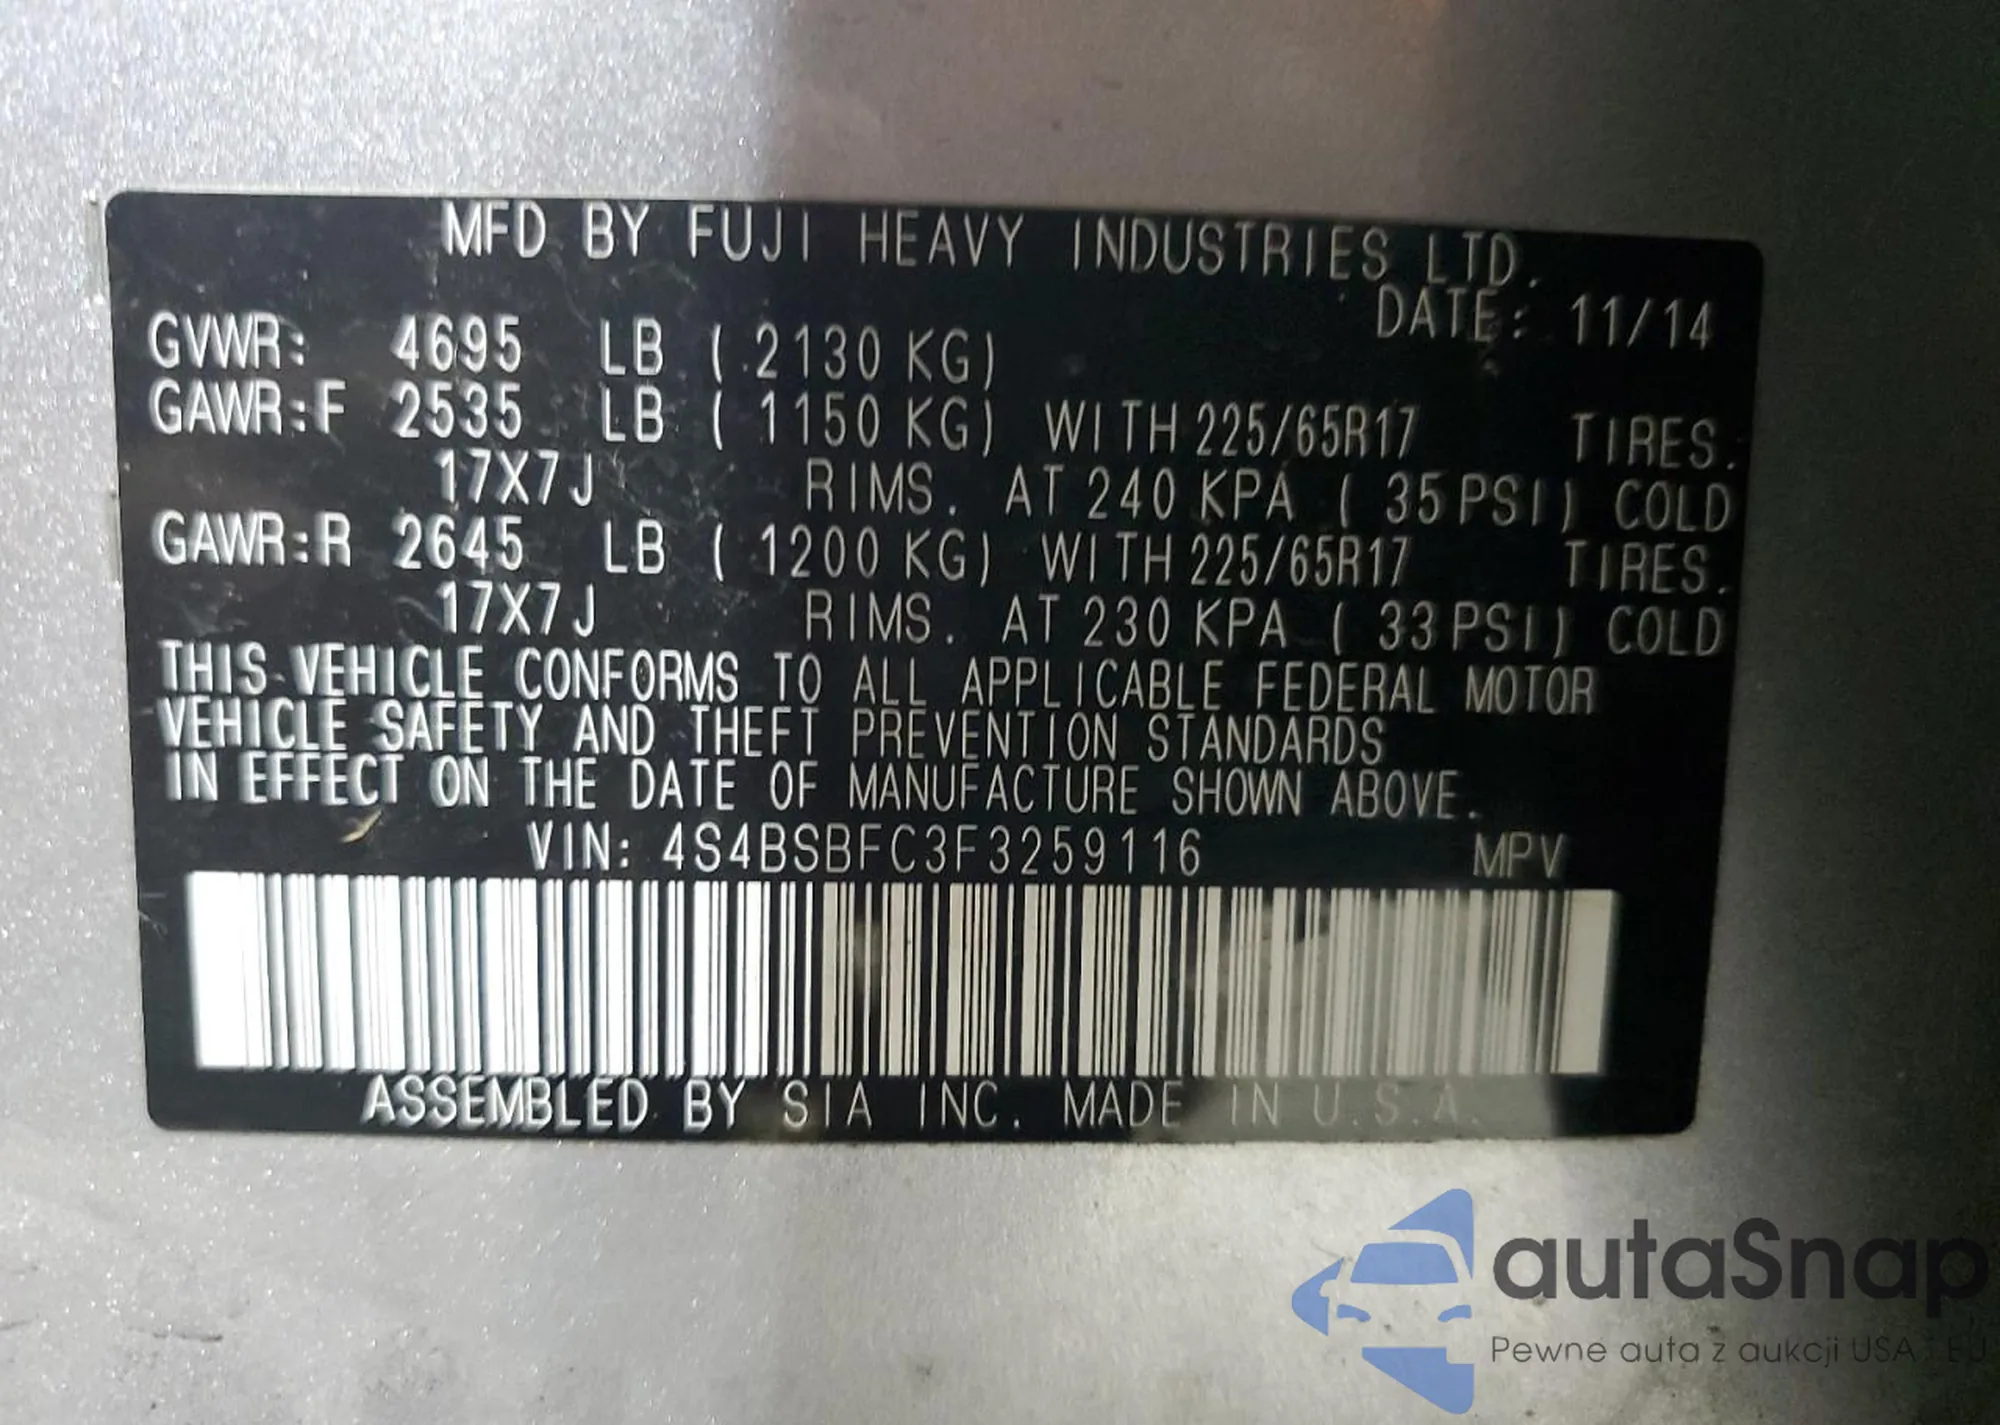 MFD BY FUJI HEAVY INDUSTRIES LTD.
DATE: 11/14
GVWR: 4695 LB ( 2130 KG)
GAWR:F 2535 LB ( 1150 KG) WITH 225/65R17 TIRES.
17X7J RIMS. AT 240 KPA ( 35PSI) COLD
GAWR:R 2645 LB ( 1200 KG) WITH 225/65R17 TIRES.
17X7J RIMS. AT 230 KPA ( 33PSI) COLD
THIS VEHICLE CONFORMS TO ALL APPLICABLE FEDERAL MOTOR
VEHICLE SAFETY AND THEFT PREVENTION STANDARDS
IN EFFECT ON THE DATE OF MANUFACTURE SHOWN ABOVE.
VIN: 4S4BSBFC3F3259116 MPV
ASSEMBLED BY SIA INC. MADE IN U.S.A.
autaSnap
Pewne auta z aukcji USA i EU